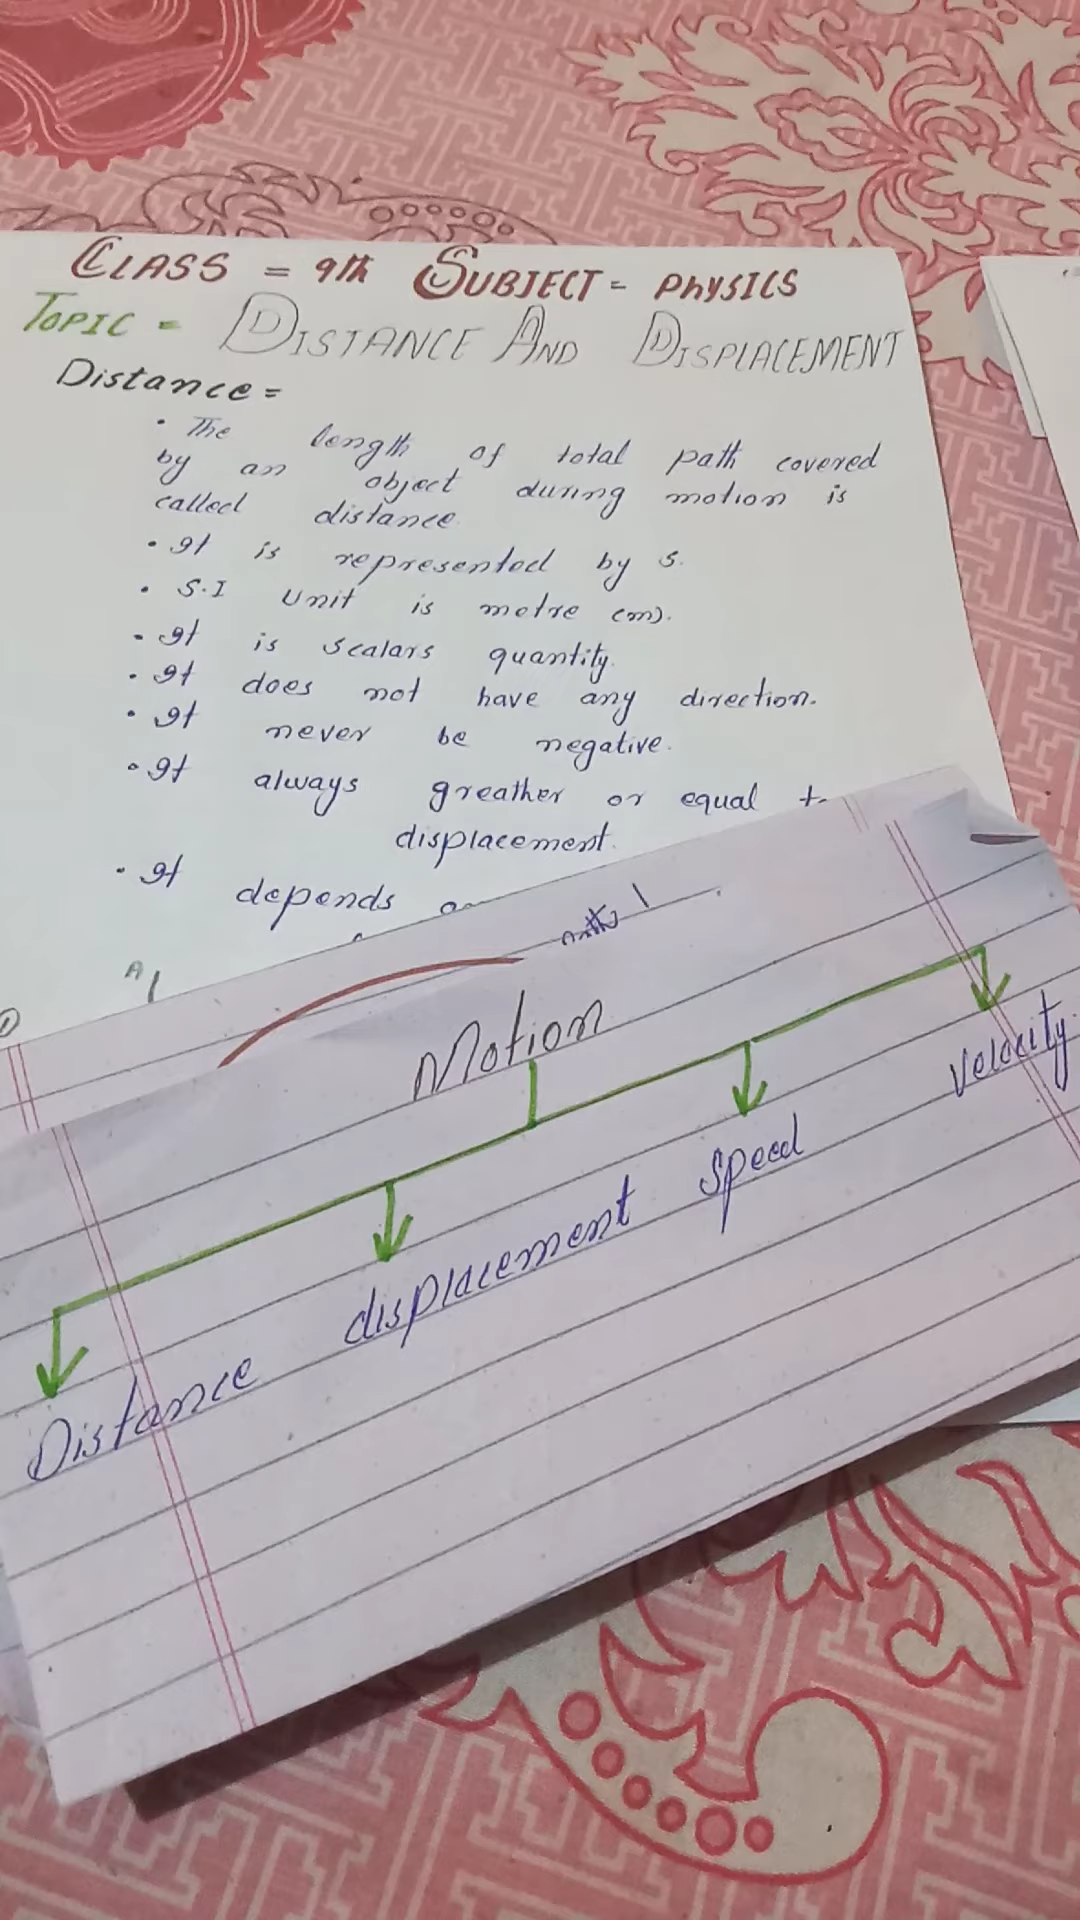 CLASS = 9th SUBJECT = PHYSICS
TOPIC = DISTANCE AND DISPLACEMENT
Distance =
• The length of total path covered
by an object during motion is
called distance.
• It is represented by s.
• S.I Unit is metre (m).
• It is scalars quantity.
• It does not have any direction.
• It never be negative.
• It always greather or equal
displacement.
• It depends
Motion
Velocity
Speed
displacement
Distance